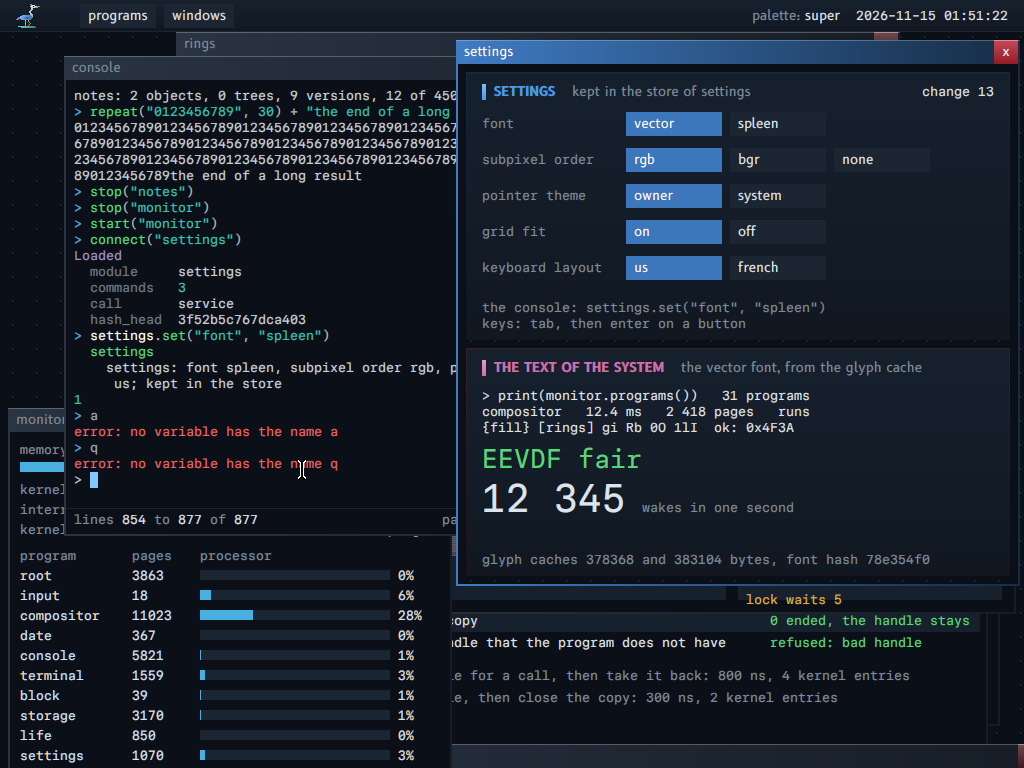 programs windows palette: super 2026-11-15 01:51:22
rings
console
notes: 2 objects, 0 trees, 9 versions, 12 of 450
> repeat("0123456789", 30) + "the end of a long
012345678901234567890123456789012345678901234567
678901234567890123456789012345678901234567890123
234567890123456789012345678901234567890123456789
890123456789the end of a long result
> stop("notes")
> stop("monitor")
> start("monitor")
> connect("settings")
Loaded
module settings
commands 3
call service
hash_head 3f52b5c767dca403
> settings.set("font", "spleen")
settings
settings: font spleen, subpixel order rgb, p
us; kept in the store
1
> a
error: no variable has the name a
> q
error: no variable has the name q
>
lines 854 to 877 of 877 pa
settings x
SETTINGS kept in the store of settings change 13
font vector spleen
subpixel order rgb bgr none
pointer theme owner system
grid fit on off
keyboard layout us french
the console: settings.set("font", "spleen")
keys: tab, then enter on a button
THE TEXT OF THE SYSTEM the vector font, from the glyph cache
> print(monitor.programs()) 31 programs
compositor 12.4 ms 2 418 pages runs
{fill} [rings] gi Rb 0O 1lI ok: 0x4F3A
EEVDF fair
12 345 wakes in one second
glyph caches 378368 and 383104 bytes, font hash 78e354f0
monitor
memory
kernel
inter
kernel
program pages processor
root 3863 0%
input 18 6%
compositor 11023 28%
date 367 0%
console 5821 1%
terminal 1559 3%
block 39 1%
storage 3170 1%
life 850 0%
settings 1070 3%
lock waits 5
copy 0 ended, the handle stays
ndle that the program does not have refused: bad handle
le for a call, then take it back: 800 ns, 4 kernel entries
le, then close the copy: 300 ns, 2 kernel entries